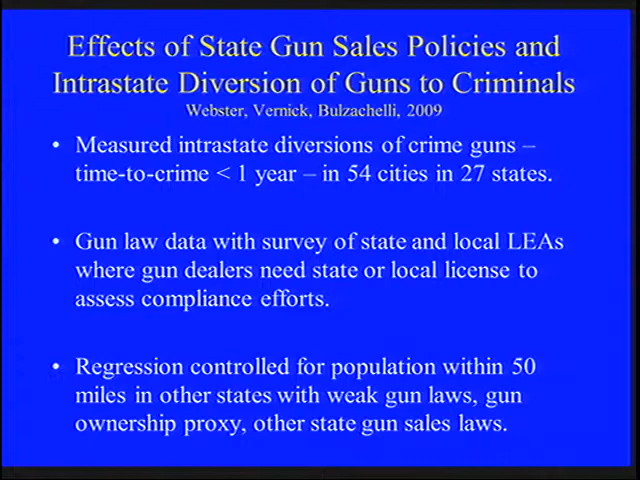 Effects of State Gun Sales Policies and
Intrastate Diversion of Guns to Criminals
Webster, Vernick, Bulzachelli, 2009
• Measured intrastate diversions of crime guns –
time-to-crime < 1 year – in 54 cities in 27 states.
• Gun law data with survey of state and local LEAs
where gun dealers need state or local license to
assess compliance efforts.
• Regression controlled for population within 50
miles in other states with weak gun laws, gun
ownership proxy, other state gun sales laws.